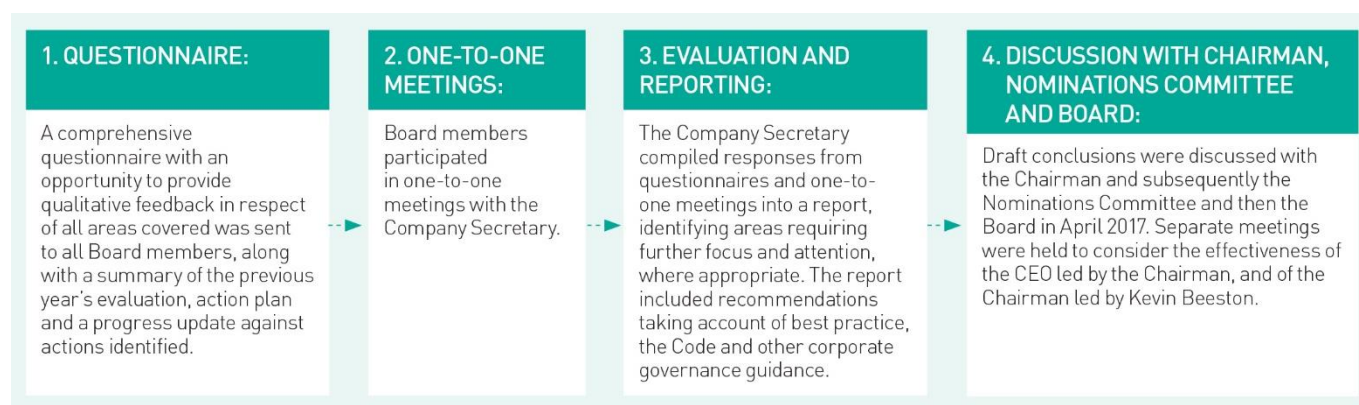 1. QUESTIONNAIRE:
A comprehensive
questionnaire with an
opportunity to provide
qualitative feedback in respect
of all areas covered was sent
to all Board members, along
with a summary of the previous
year's evaluation, action plan
and a progress update against
actions identified.
2. ONE-TO-ONE
MEETINGS:
Board members
participated
in one-to-one
meetings with the
Company Secretary.
3. EVALUATION AND
REPORTING:
The Company Secretary
compiled responses from
questionnaires and one-to-
one meetings into a report,
identifying areas requiring
further focus and attention,
where appropriate. The report
included recommendations
taking account of best practice,
the Code and other corporate
governance guidance.
4. DISCUSSION WITH CHAIRMAN,
NOMINATIONS COMMITTEE
AND BOARD:
Draft conclusions were discussed with
the Chairman and subsequently the
Nominations Committee and then the
Board in April 2017. Separate meetings
were held to consider the effectiveness of
the CEO led by the Chairman, and of the
Chairman led by Kevin Beeston.